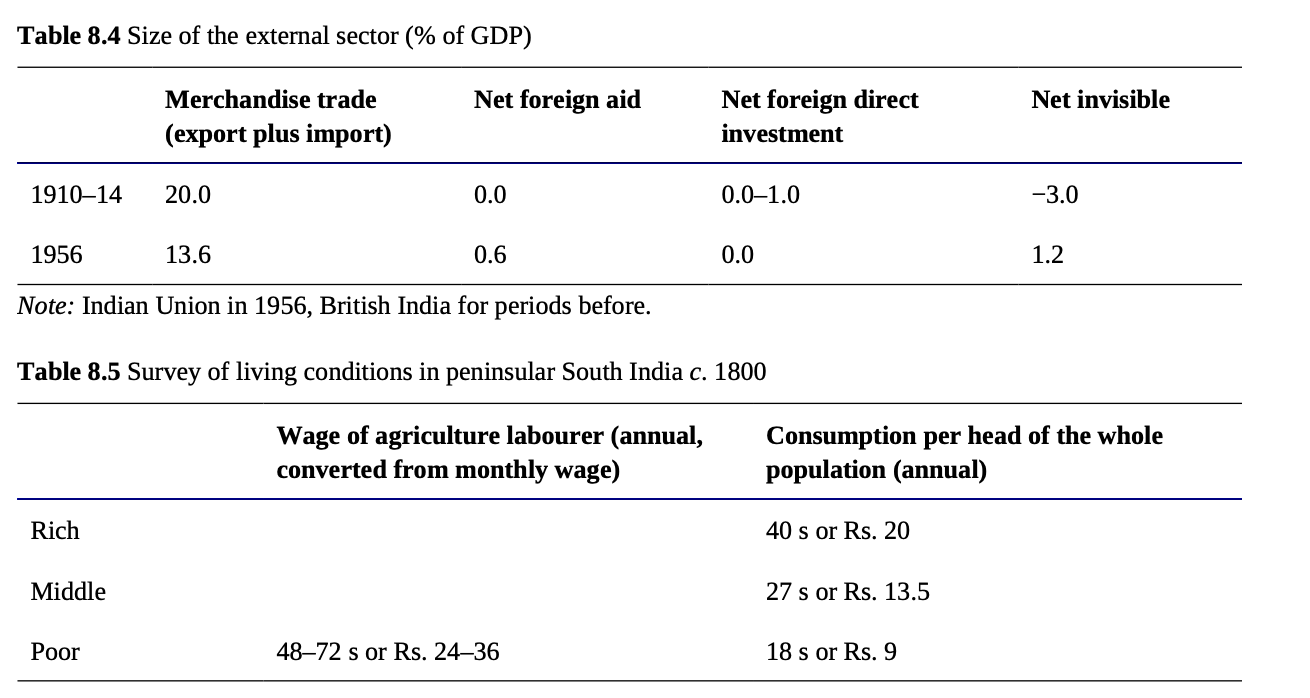 Table 8.4 Size of the external sector (% of GDP)
Merchandise trade (export plus import) Net foreign aid Net foreign direct investment Net invisible
1910–14 20.0 0.0 0.0–1.0 −3.0
1956 13.6 0.6 0.0 1.2
Note: Indian Union in 1956, British India for periods before.
Table 8.5 Survey of living conditions in peninsular South India c. 1800
Wage of agriculture labourer (annual, converted from monthly wage) Consumption per head of the whole population (annual)
Rich 40 s or Rs. 20
Middle 27 s or Rs. 13.5
Poor 48–72 s or Rs. 24–36 18 s or Rs. 9